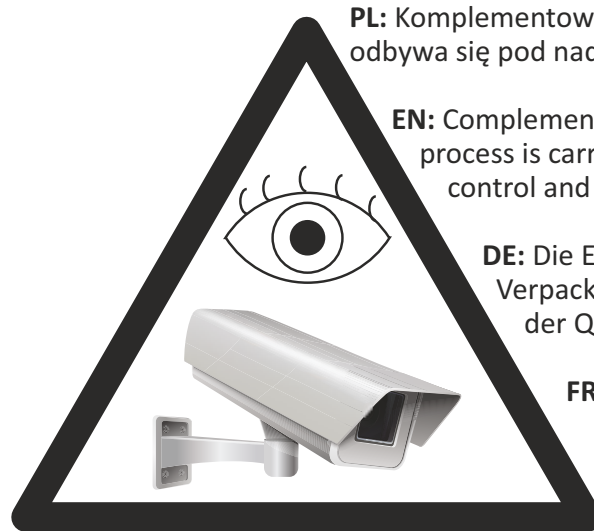 PL: Komplementow
odbywa się pod nad
EN: Complemen
process is carr
control and
DE: Die E
Verpack
der Q
FR